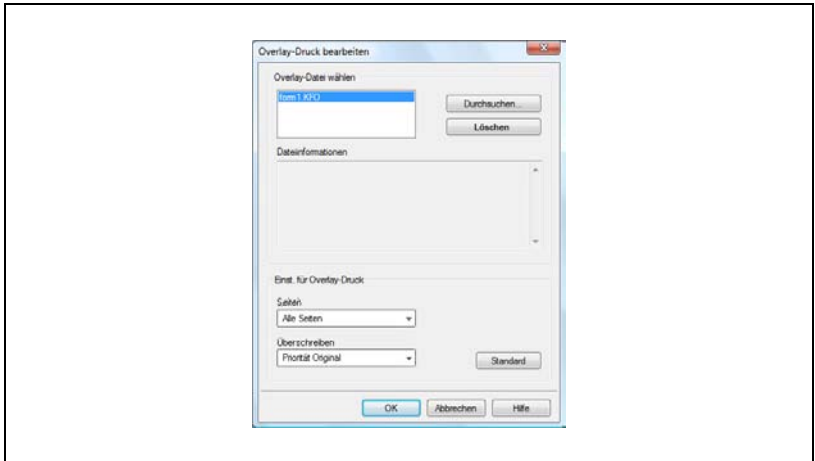 Overlay-Druck bearbeiten
Overlay-Datei wählen
form1 KFO
Durchsuchen...
Löschen
Dateiinformationen
Einst. für Overlay-Druck
Seiten
Alle Seiten
Überschreiben
Priorität Original
Standard
OK
Abbrechen
Hilfe